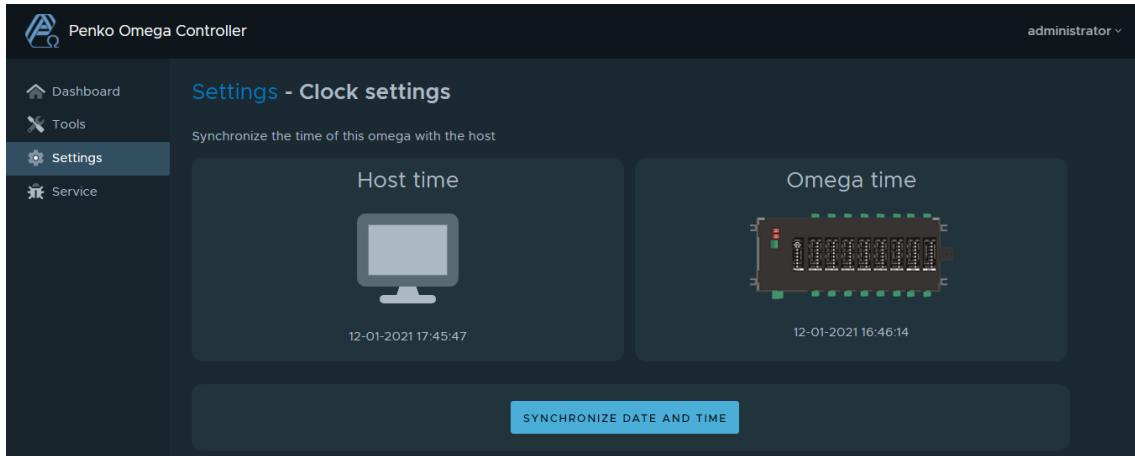 Penko Omega Controller
administrator
Dashboard
Tools
Settings
Service
Settings - Clock settings
Synchronize the time of this omega with the host
Host time
12-01-2021 17:45:47
Omega time
12-01-2021 16:46:14
SYNCHRONIZE DATE AND TIME